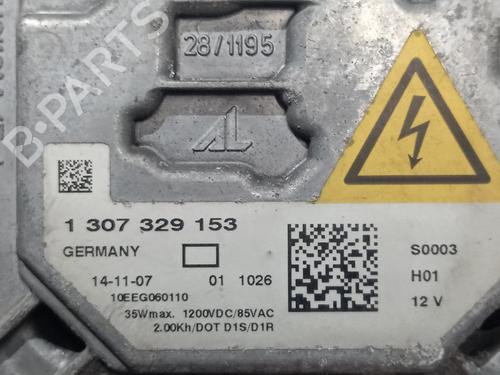 28/1195
AL
B-PARTS
1 307 329 153
GERMANY
14-11-07 01 1026
10EEG060110
35Wmax. 1200VDC/85VAC
2.00Kh/DOT D1S/D1R
S0003
H01
12 V